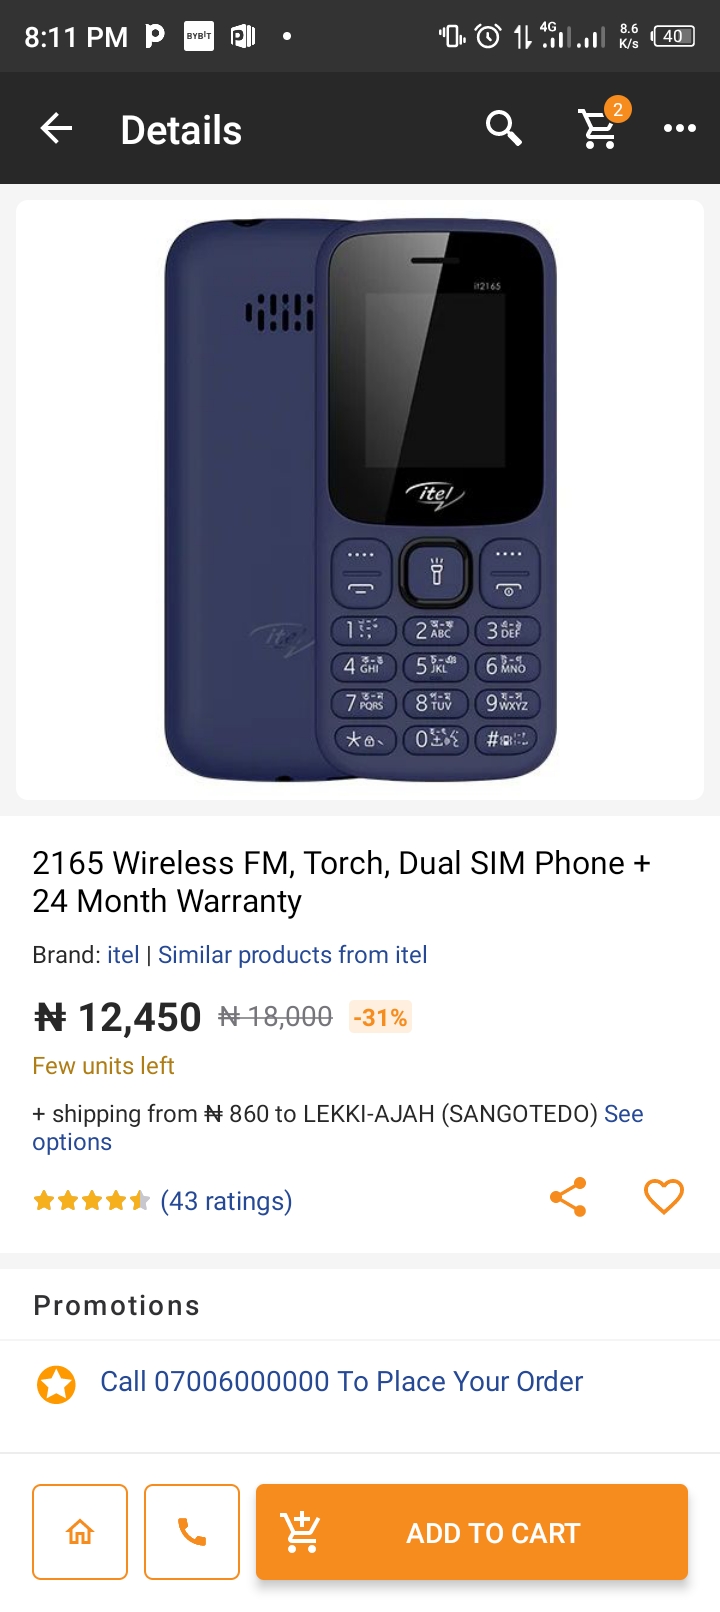 8:11 PM
BYBIT
4G
8.6
K/s
40
Details
2
it2165
itel
itel
1
2 ABC
3 DEF
4 GHI
5 JKL
6 MNO
7 PQRS
8 TUV
9 WXYZ
*
0
#
2165 Wireless FM, Torch, Dual SIM Phone +
24 Month Warranty
Brand: itel | Similar products from itel
₦ 12,450 ₦ 18,000 -31%
Few units left
+ shipping from ₦ 860 to LEKKI-AJAH (SANGOTEDO) See
options
(43 ratings)
Promotions
Call 07006000000 To Place Your Order
ADD TO CART